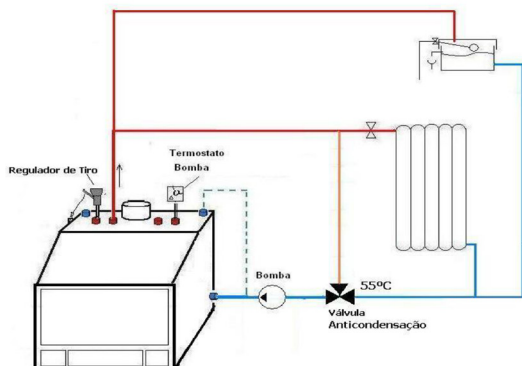 Regulador de Tiro
Termostato
Bomba
Bomba
55ºC
Válvula
Anticondensação